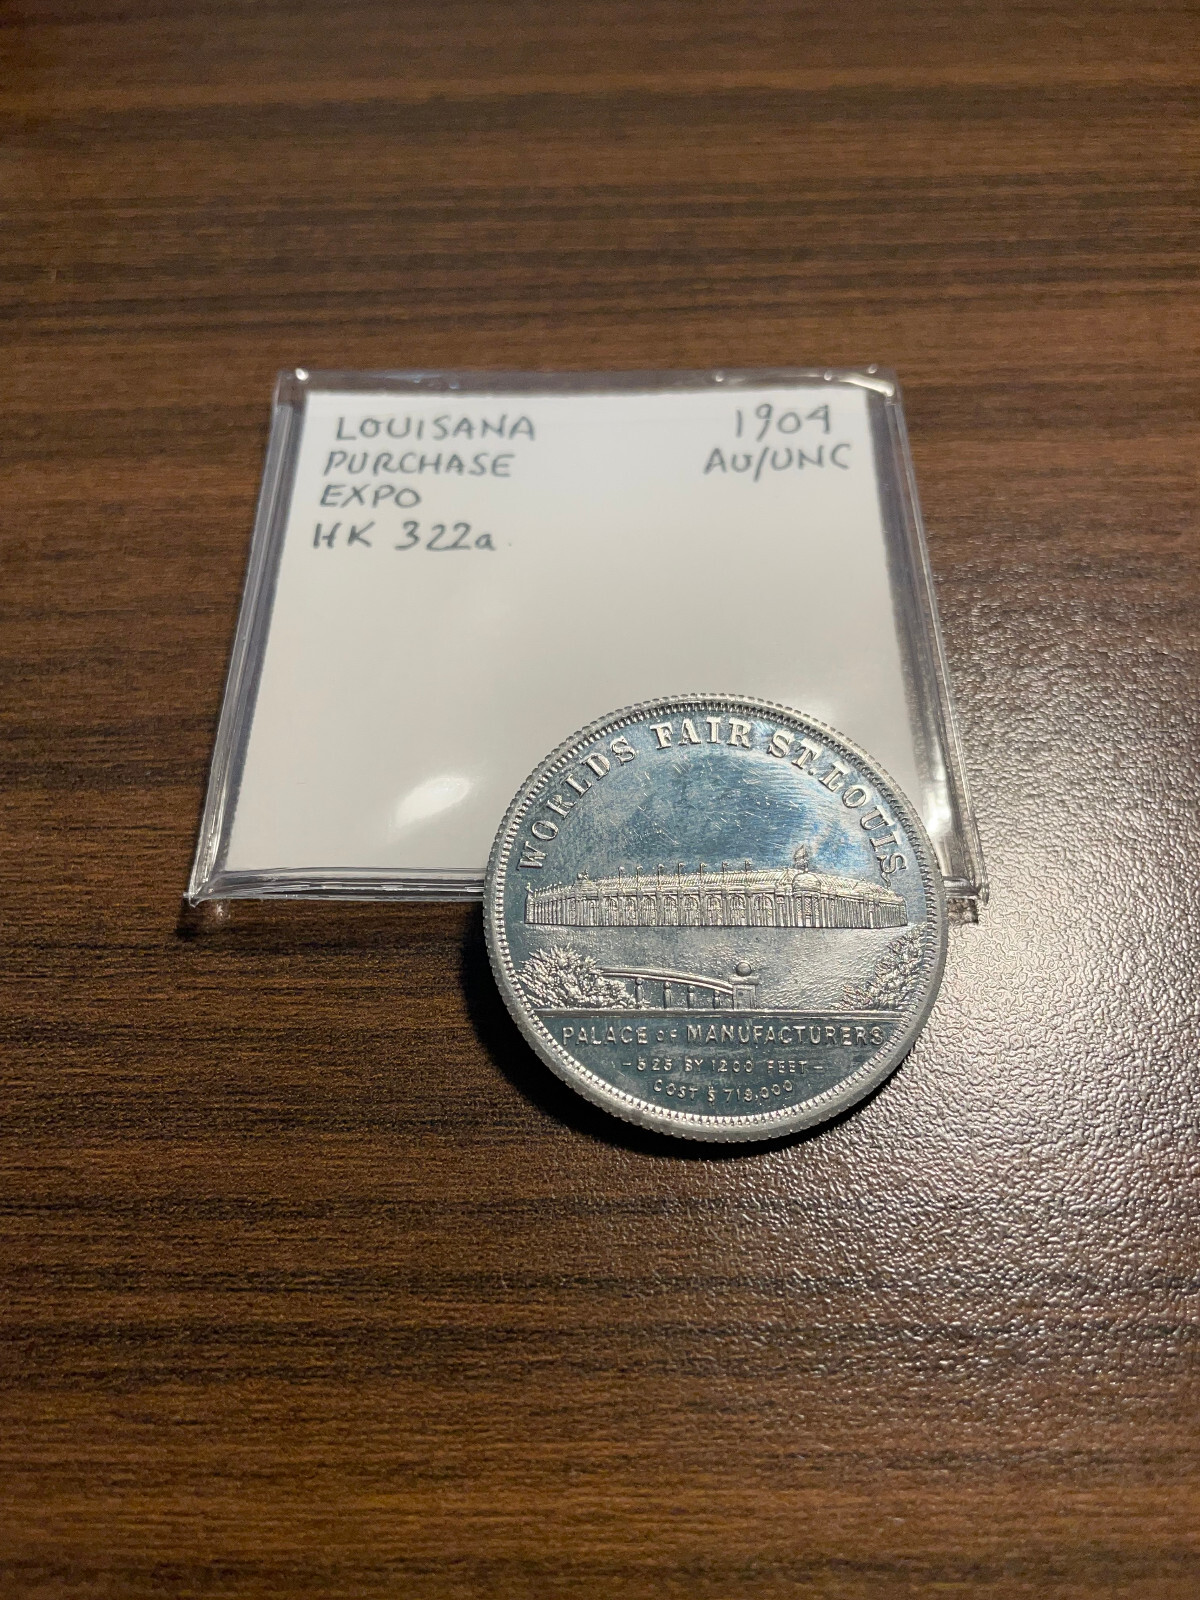 LOUISANA 1904
PURCHASE AU/UNC
EXPO
HK 322a
WORLDS FAIR ST. LOUIS
PALACE OF MANUFACTURERS
- 525 BY 1200 FEET -
COST $719,000